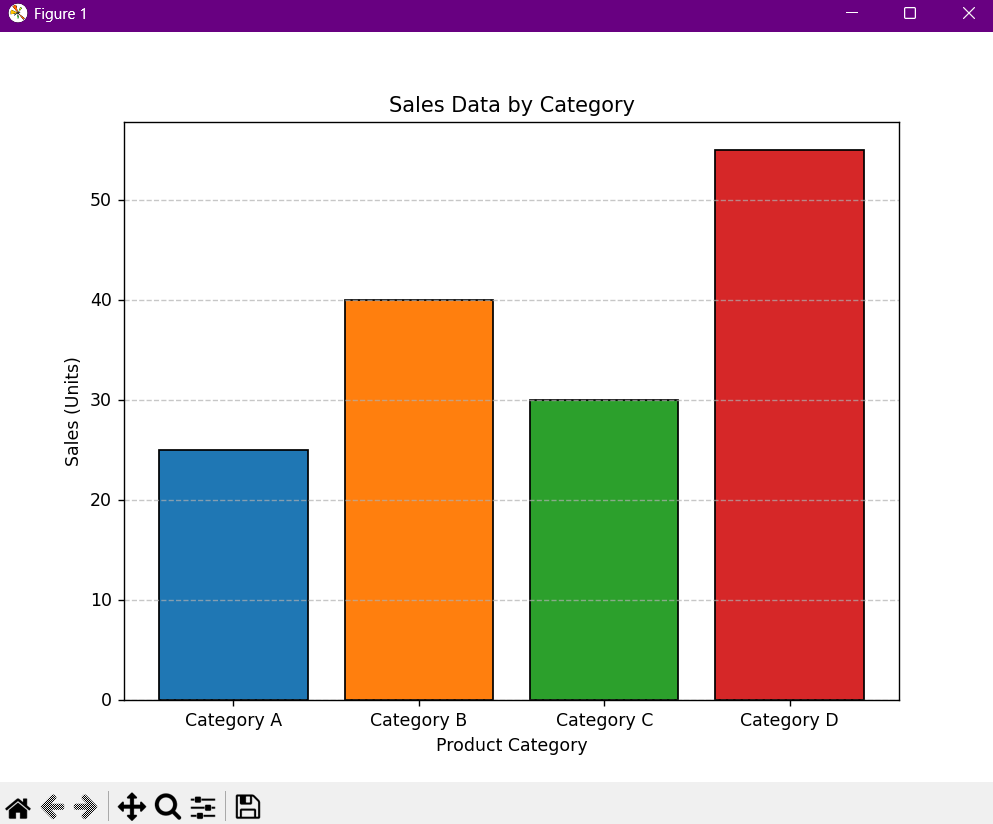 Figure 1
Sales Data by Category
50
40
30
20
10
0
Sales (Units)
Category A Category B Category C Category D
Product Category